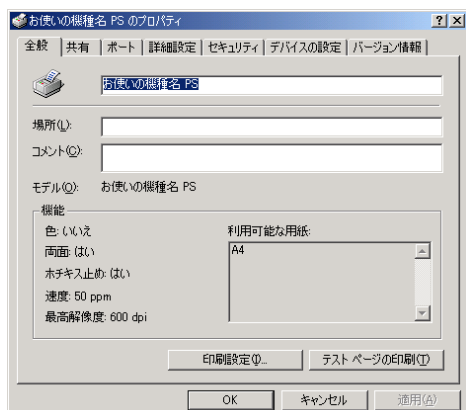 お使いの機種名 PS のプロパティ
全般 共有 ポート 詳細設定 セキュリティ デバイスの設定 バージョン情報
お使いの機種名 PS
場所(L):
コメント(C):
モデル(O): お使いの機種名 PS
機能
色: いいえ 利用可能な用紙:
両面: はい A4
ホチキス止め: はい
速度: 50 ppm
最高解像度: 600 dpi
印刷設定(I)... テスト ページの印刷(T)
OK キャンセル 適用(A)